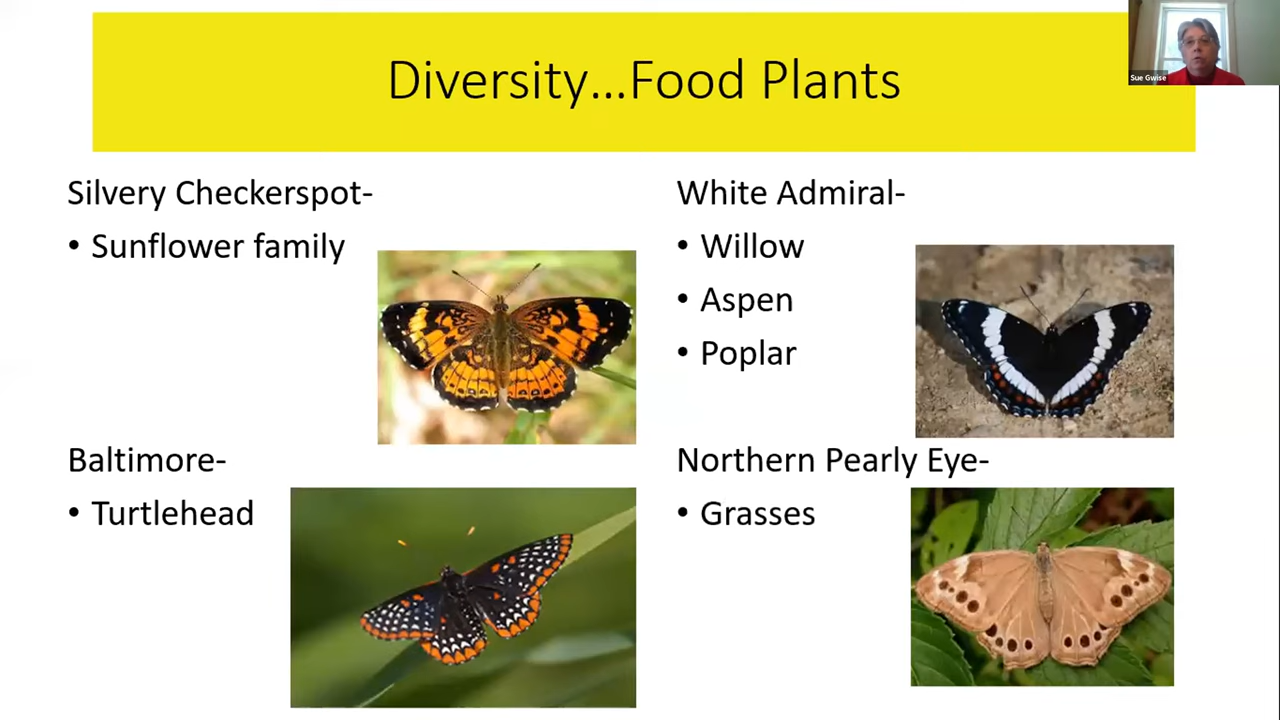 Diversity...Food Plants
Sue Gwise
Silvery Checkerspot-
• Sunflower family
Baltimore-
• Turtlehead
White Admiral-
• Willow
• Aspen
• Poplar
Northern Pearly Eye-
• Grasses